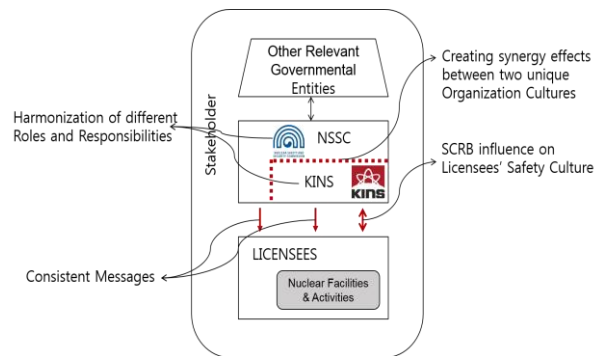 Other Relevant
Governmental
Entities
Creating synergy effects
between two unique
Organization Cultures
Stakeholder
Harmonization of different
Roles and Responsibilities
NSSC
KINS
KINS
SCRB influence on
Licensees' Safety Culture
LICENSEES
Consistent Messages
Nuclear Facilities
& Activities